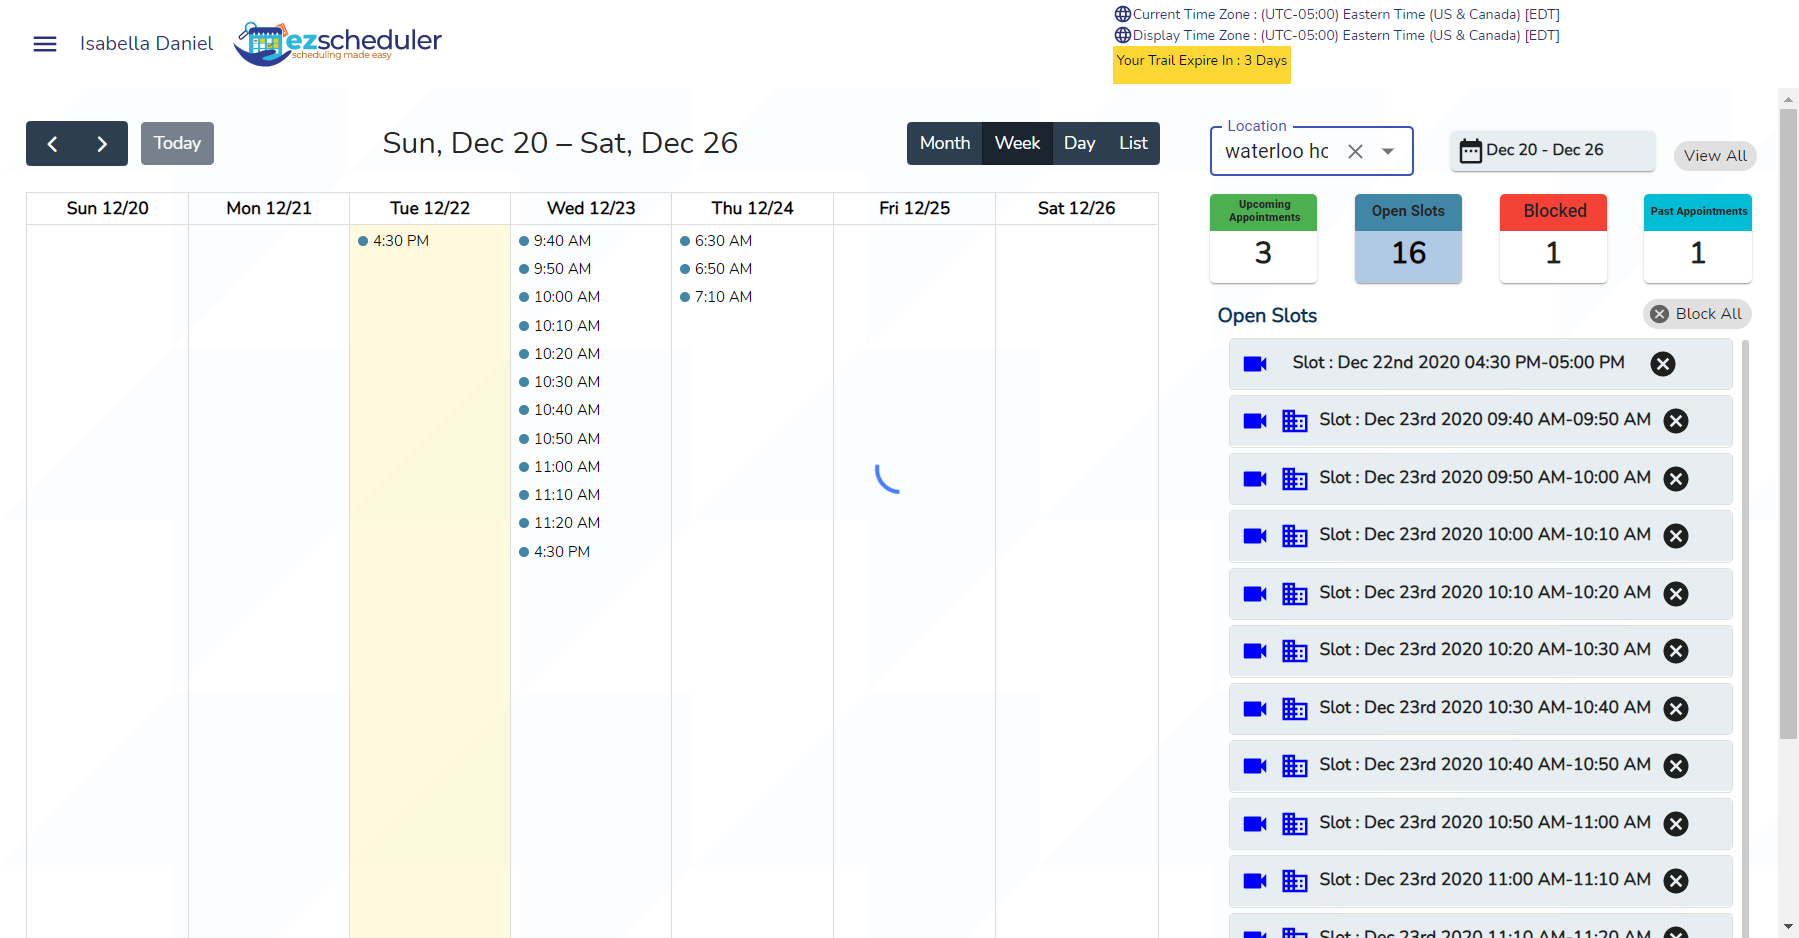 Isabella Daniel
ezscheduler
scheduling made easy
Current Time Zone : (UTC-05:00) Eastern Time (US & Canada) [EDT]
Display Time Zone : (UTC-05:00) Eastern Time (US & Canada) [EDT]
Your Trail Expire In : 3 Days
Today
Sun, Dec 20 – Sat, Dec 26
Month Week Day List
Sun 12/20 Mon 12/21 Tue 12/22 Wed 12/23 Thu 12/24 Fri 12/25 Sat 12/26
4:30 PM
9:40 AM
9:50 AM
10:00 AM
10:10 AM
10:20 AM
10:30 AM
10:40 AM
10:50 AM
11:00 AM
11:10 AM
11:20 AM
4:30 PM
6:30 AM
6:50 AM
7:10 AM
Location
waterloo hc
Dec 20 - Dec 26
View All
Upcoming
Appointments
3
Open Slots
16
Blocked
1
Past Appointments
1
Open Slots
Block All
Slot : Dec 22nd 2020 04:30 PM-05:00 PM
Slot : Dec 23rd 2020 09:40 AM-09:50 AM
Slot : Dec 23rd 2020 09:50 AM-10:00 AM
Slot : Dec 23rd 2020 10:00 AM-10:10 AM
Slot : Dec 23rd 2020 10:10 AM-10:20 AM
Slot : Dec 23rd 2020 10:20 AM-10:30 AM
Slot : Dec 23rd 2020 10:30 AM-10:40 AM
Slot : Dec 23rd 2020 10:40 AM-10:50 AM
Slot : Dec 23rd 2020 10:50 AM-11:00 AM
Slot : Dec 23rd 2020 11:00 AM-11:10 AM
Slot : Dec 23rd 2020 11:10 AM-11:20 AM